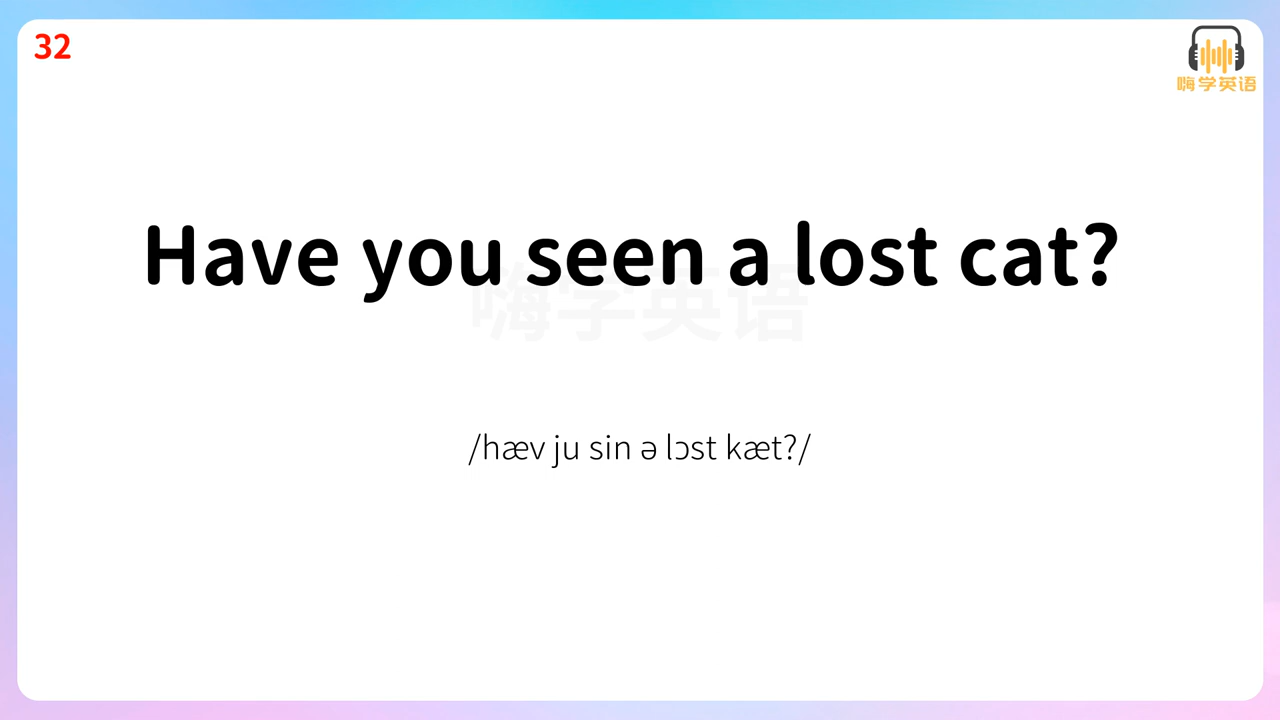 32
嗨学英语
Have you seen a lost cat?
嗨学英语
/hæv ju sin ə lɔst kæt?/